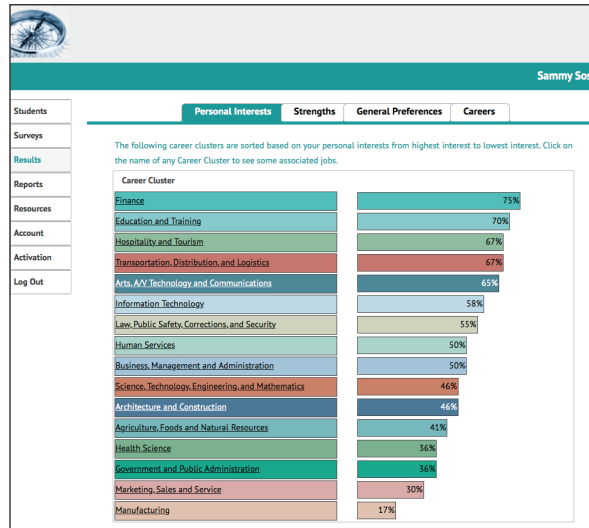 Sammy Sos
Students
Surveys
Results
Reports
Resources
Account
Activation
Log Out
Personal Interests Strengths General Preferences Careers
The following career clusters are sorted based on your personal interests from highest interest to lowest interest. Click on
the name of any Career Cluster to see some associated jobs.
Career Cluster
Finance 75%
Education and Training 70%
Hospitality and Tourism 67%
Transportation, Distribution, and Logistics 67%
Arts, A/V Technology and Communications 65%
Information Technology 58%
Law, Public Safety, Corrections, and Security 55%
Human Services 50%
Business, Management and Administration 50%
Science, Technology, Engineering, and Mathematics 46%
Architecture and Construction 46%
Agriculture, Foods and Natural Resources 41%
Health Science 36%
Government and Public Administration 36%
Marketing, Sales and Service 30%
Manufacturing 17%